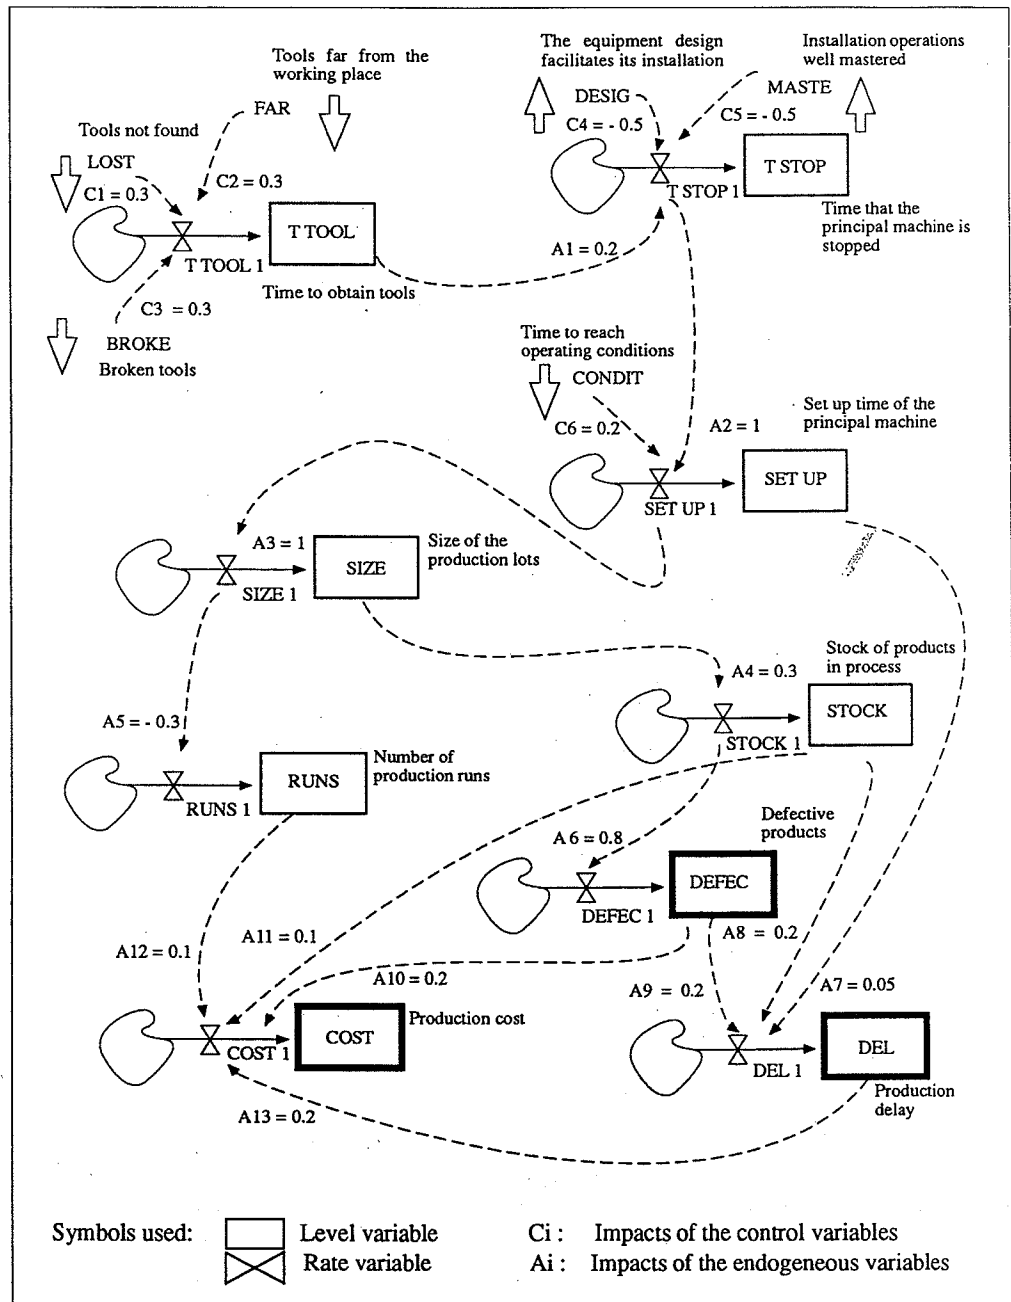 Tools far from the
working place
FAR
Tools not found
LOST
C1 = 0.3
C2 = 0.3
T TOOL
T TOOL 1
Time to obtain tools
C3 = 0.3
BROKE
Broken tools
The equipment design
facilitates its installation
Installation operations
well mastered
DESIG
MASTE
C4 = - 0.5
C5 = - 0.5
T STOP
T STOP 1
Time that the
principal machine is
stopped
A1 = 0.2
Time to reach
operating conditions
CONDIT
C6 = 0.2
A2 = 1
Set up time of the
principal machine
SET UP
SET UP 1
A3 = 1
SIZE
Size of the
production lots
SIZE 1
A4 = 0.3
Stock of products
in process
STOCK
STOCK 1
A5 = - 0.3
RUNS
Number of
production runs
RUNS 1
A6 = 0.8
Defective
products
DEFEC
DEFEC 1
A12 = 0.1
A11 = 0.1
A10 = 0.2
A8 = 0.2
A9 = 0.2
A7 = 0.05
COST
Production cost
COST 1
DEL
DEL 1
Production
delay
A13 = 0.2
Symbols used:
Level variable
Rate variable
Ci : Impacts of the control variables
Ai : Impacts of the endogeneous variables